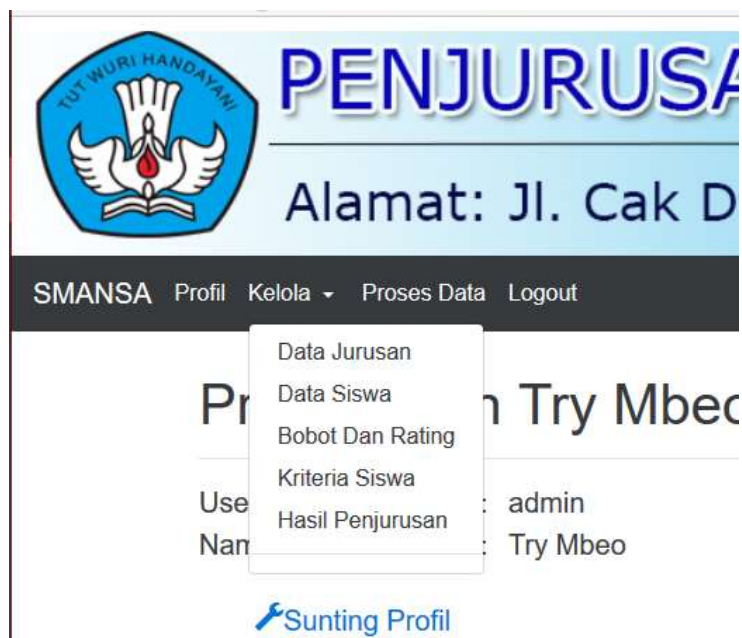 TUT WURI HANDAYANI
PENJURUSA
Alamat: Jl. Cak D
SMANSA Profil Kelola Proses Data Logout
Data Jurusan
Data Siswa
Bobot Dan Rating
Kriteria Siswa
Hasil Penjurusan
Pr n Try Mbeo
Use : admin
Nam : Try Mbeo
Sunting Profil